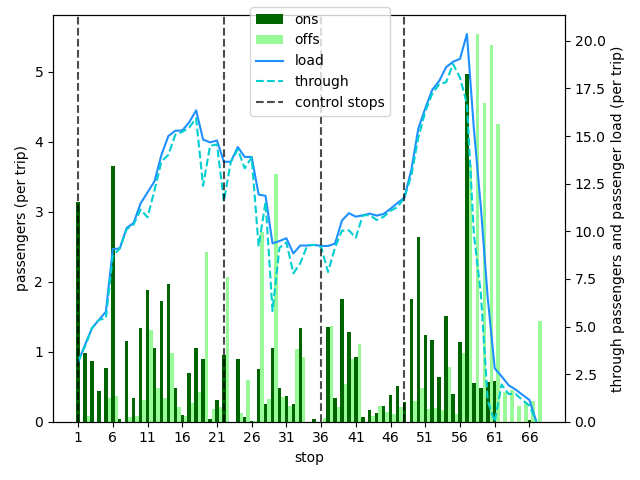 ons
offs
load
through
control stops
passengers (per trip)
0
1
2
3
4
5
through passengers and passenger load (per trip)
0.0
2.5
5.0
7.5
10.0
12.5
15.0
17.5
20.0
1 6 11 16 21 26 31 36 41 46 51 56 61 66
stop